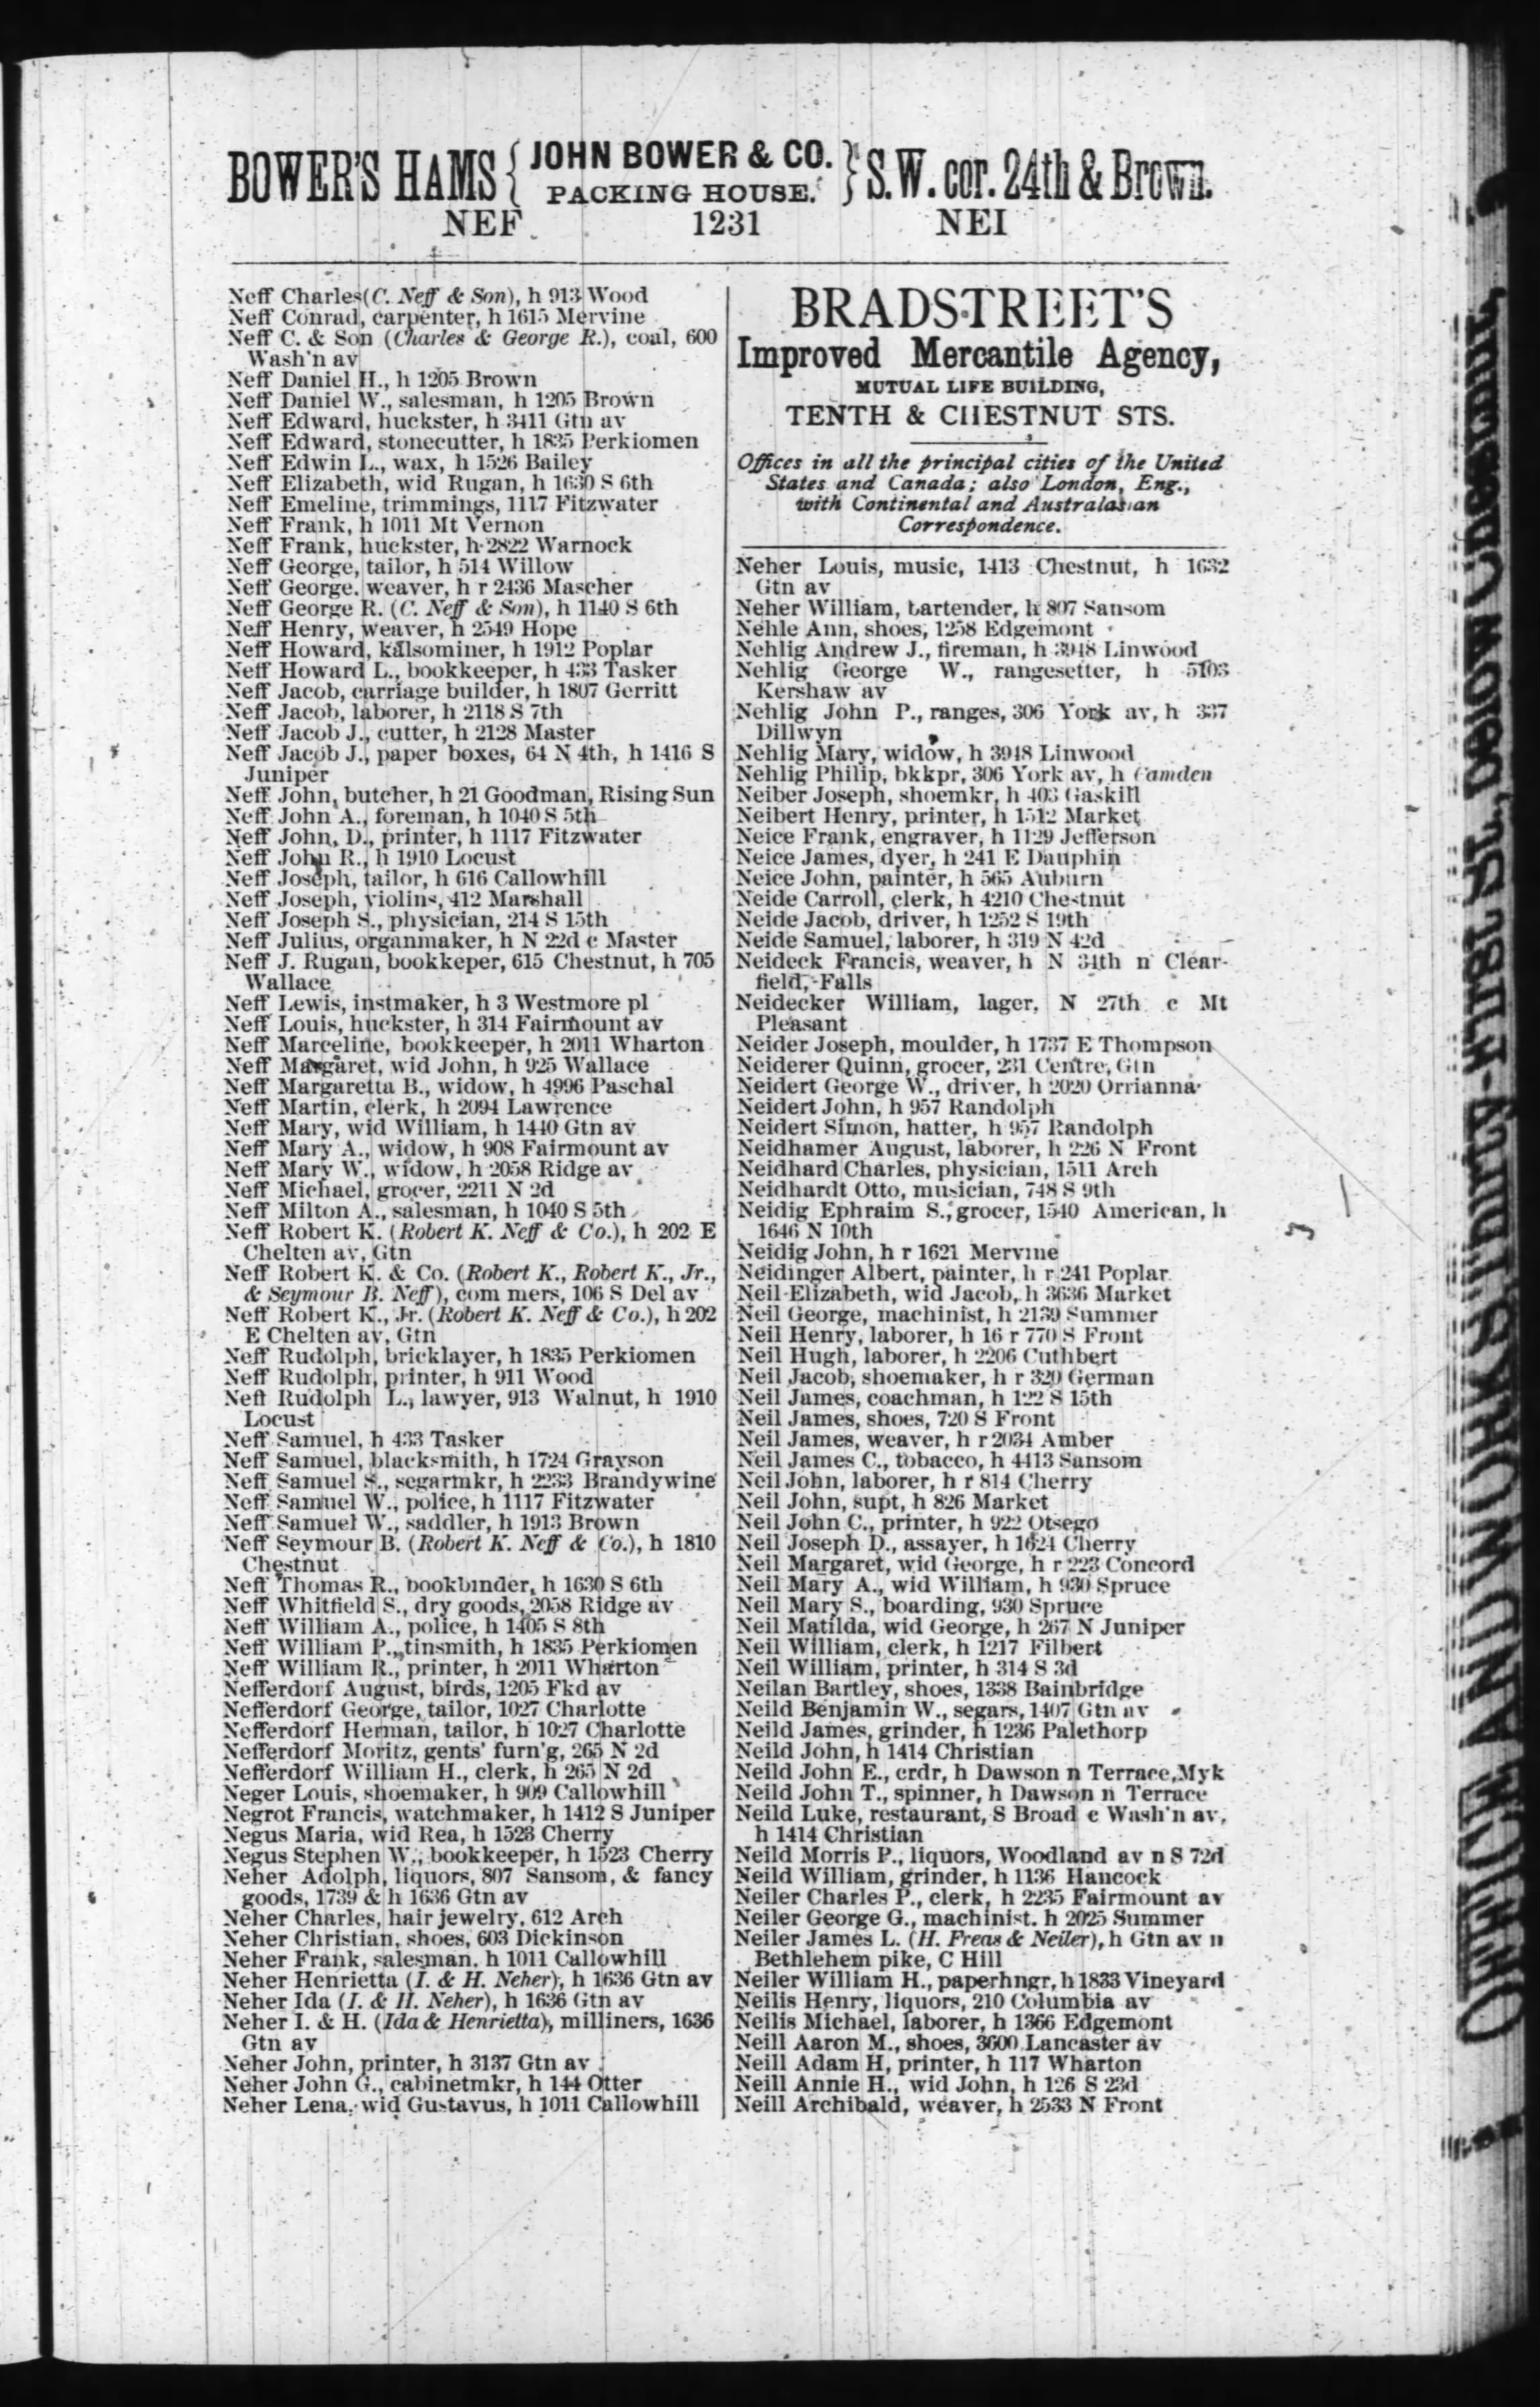 BOWER'S HAMS { JOHN BOWER & CO. PACKING HOUSE. } S.W. cor. 24th & Brown.
NEF 1231 NEI
Neff Charles (C. Neff & Son), h 913 Wood
Neff Conrad, carpenter, h 1615 Mervine
Neff C. & Son (Charles & George R.), coal, 600
Wash'n av
Neff Daniel H., h 1205 Brown
Neff Daniel W., salesman, h 1205 Brown
Neff Edward, huckster, h 3411 Gtn av
Neff Edward, stonecutter, h 1835 Perkiomen
Neff Edwin L., wax, h 1526 Bailey
Neff Elizabeth, wid Rugan, h 1630 S 6th
Neff Emeline, trimmings, 1117 Fitzwater
Neff Frank, h 1011 Mt Vernon
Neff Frank, huckster, h 2822 Warnock
Neff George, tailor, h 514 Willow
Neff George, weaver, h r 2436 Mascher
Neff George R. (C. Neff & Son), h 1140 S 6th
Neff Henry, weaver, h 2549 Hope
Neff Howard, kalsominer, h 1912 Poplar
Neff Howard L., bookkeeper, h 433 Tasker
Neff Jacob, carriage builder, h 1807 Gerritt
Neff Jacob, laborer, h 2118 S 7th
Neff Jacob J., cutter, h 2128 Master
Neff Jacob J., paper boxes, 64 N 4th, h 1416 S
Juniper
Neff John, butcher, h 21 Goodman, Rising Sun
Neff John A., foreman, h 1040 S 5th
Neff John, D., printer, h 1117 Fitzwater
Neff John R., h 1910 Locust
Neff Joseph, tailor, h 616 Callowhill
Neff Joseph, violins, 412 Marshall
Neff Joseph S., physician, 214 S 15th
Neff Julius, organmaker, h N 22d c Master
Neff J. Rugan, bookkeper, 615 Chestnut, h 705
Wallace
Neff Lewis, instmaker, h 3 Westmore pl
Neff Louis, huckster, h 314 Fairmount av
Neff Marceline, bookkeeper, h 2011 Wharton
Neff Margaret, wid John, h 925 Wallace
Neff Margaretta B., widow, h 4996 Paschal
Neff Martin, clerk, h 2094 Lawrence
Neff Mary, wid William, h 1440 Gtn av
Neff Mary A., widow, h 908 Fairmount av
Neff Mary W., widow, h 2058 Ridge av
Neff Michael, grocer, 2211 N 2d
Neff Milton A., salesman, h 1040 S 5th
Neff Robert K. (Robert K. Neff & Co.), h 202 E
Chelten av, Gtn
Neff Robert K. & Co. (Robert K., Robert K., Jr.,
& Seymour B. Neff), com mers, 106 S Del av
Neff Robert K., Jr. (Robert K. Neff & Co.), h 202
E Chelten av, Gtn
Neff Rudolph, bricklayer, h 1835 Perkiomen
Neff Rudolph, printer, h 911 Wood
Neff Rudolph L., lawyer, 913 Walnut, h 1910
Locust
Neff Samuel, h 433 Tasker
Neff Samuel, blacksmith, h 1724 Grayson
Neff Samuel S., segarmkr, h 2233 Brandywine
Neff Samuel W., police, h 1117 Fitzwater
Neff Samuel W., saddler, h 1913 Brown
Neff Seymour B. (Robert K. Neff & Co.), h 1810
Chestnut
Neff Thomas R., bookbinder, h 1630 S 6th
Neff Whitfield S., dry goods, 2058 Ridge av
Neff William A., police, h 1405 S 8th
Neff William P., tinsmith, h 1835 Perkiomen
Neff William R., printer, h 2011 Wharton
Nefferdorf August, birds, 1205 Fkd av
Nefferdorf George, tailor, 1027 Charlotte
Nefferdorf Herman, tailor, h 1027 Charlotte
Nefferdorf Moritz, gents' furn'g, 265 N 2d
Nefferdorf William H., clerk, h 265 N 2d
Neger Louis, shoemaker, h 909 Callowhill
Negrot Francis, watchmaker, h 1412 S Juniper
Negus Maria, wid Rea, h 1523 Cherry
Negus Stephen W., bookkeeper, h 1523 Cherry
Neher Adolph, liquors, 807 Sansom, & fancy
goods, 1739 & h 1636 Gtn av
Neher Charles, hair jewelry, 612 Arch
Neher Christian, shoes, 603 Dickinson
Neher Frank, salesman, h 1011 Callowhill
Neher Henrietta (I. & H. Neher), h 1636 Gtn av
Neher Ida (I. & H. Neher), h 1636 Gtn av
Neher I. & H. (Ida & Henrietta), milliners, 1636
Gtn av
Neher John, printer, h 3137 Gtn av
Neher John G., cabinetmkr, h 144 Otter
Neher Lena, wid Gustavus, h 1011 Callowhill
BRADSTREET'S
Improved Mercantile Agency,
MUTUAL LIFE BUILDING,
TENTH & CHESTNUT STS.
Offices in all the principal cities of the United
States and Canada; also London, Eng.,
with Continental and Australasian
Correspondence.
Neher Louis, music, 1413 Chestnut, h 1632
Gtn av
Neher William, bartender, h 807 Sansom
Nehle Ann, shoes, 1258 Edgemont
Nehlig Andrew J., fireman, h 3948 Linwood
Nehlig George W., rangesetter, h 5103
Kershaw av
Nehlig John P., ranges, 306 York av, h 337
Dillwyn
Nehlig Mary, widow, h 3948 Linwood
Nehlig Philip, bkkpr, 306 York av, h Camden
Neiber Joseph, shoemkr, h 403 Gaskill
Neibert Henry, printer, h 1512 Market
Neice Frank, engraver, h 1129 Jefferson
Neice James, dyer, h 241 E Dauphin
Neice John, painter, h 565 Auburn
Neide Carroll, clerk, h 4210 Chestnut
Neide Jacob, driver, h 1252 S 19th
Neide Samuel, laborer, h 319 N 42d
Neideck Francis, weaver, h N 34th n Clear-
field, Falls
Neidecker William, lager, N 27th c Mt
Pleasant
Neider Joseph, moulder, h 1737 E Thompson
Neiderer Quinn, grocer, 231 Centre, Gtn
Neidert George W., driver, h 2020 Orrianna
Neidert John, h 957 Randolph
Neidert Simon, hatter, h 957 Randolph
Neidhamer August, laborer, h 226 N Front
Neidhard Charles, physician, 1511 Arch
Neidhardt Otto, musician, 748 S 9th
Neidig Ephraim S., grocer, 1540 American, h
1646 N 10th
Neidig John, h r 1621 Mervine
Neidinger Albert, painter, h r 241 Poplar
Neil Elizabeth, wid Jacob, h 3636 Market
Neil George, machinist, h 2139 Summer
Neil Henry, laborer, h 16 r 770 S Front
Neil Hugh, laborer, h 2206 Cuthbert
Neil Jacob, shoemaker, h r 320 German
Neil James, coachman, h 122 S 15th
Neil James, shoes, 720 S Front
Neil James, weaver, h r 2034 Amber
Neil James C., tobacco, h 4413 Sansom
Neil John, laborer, h r 814 Cherry
Neil John, supt, h 826 Market
Neil John C., printer, h 922 Otsego
Neil Joseph D., assayer, h 1624 Cherry
Neil Margaret, wid George, h r 223 Concord
Neil Mary A., wid William, h 930 Spruce
Neil Mary S., boarding, 930 Spruce
Neil Matilda, wid George, h 267 N Juniper
Neil William, clerk, h 1217 Filbert
Neil William, printer, h 314 S 3d
Neilan Bartley, shoes, 1338 Bainbridge
Neild Benjamin W., segars, 1407 Gtn av
Neild James, grinder, h 1236 Palethorp
Neild John, h 1414 Christian
Neild John E., crdr, h Dawson n Terrace, Myk
Neild John T., spinner, h Dawson n Terrace
Neild Luke, restaurant, S Broad c Wash'n av,
h 1414 Christian
Neild Morris P., liquors, Woodland av n S 72d
Neild William, grinder, h 1136 Hancock
Neiler Charles P., clerk, h 2235 Fairmount av
Neiler George G., machinist, h 2025 Summer
Neiler James L. (H. Freas & Neiler), h Gtn av n
Bethlehem pike, C Hill
Neiler William H., paperhngr, h 1833 Vineyard
Neilis Henry, liquors, 210 Columbia av
Neilis Michael, laborer, h 1366 Edgemont
Neill Aaron M., shoes, 3600 Lancaster av
Neill Adam H, printer, h 117 Wharton
Neill Annie H., wid John, h 126 S 23d
Neill Archibald, weaver, h 2533 N Front
OFFICE AND WORKS, THIRTY-FIRST ST., below Chestnut,